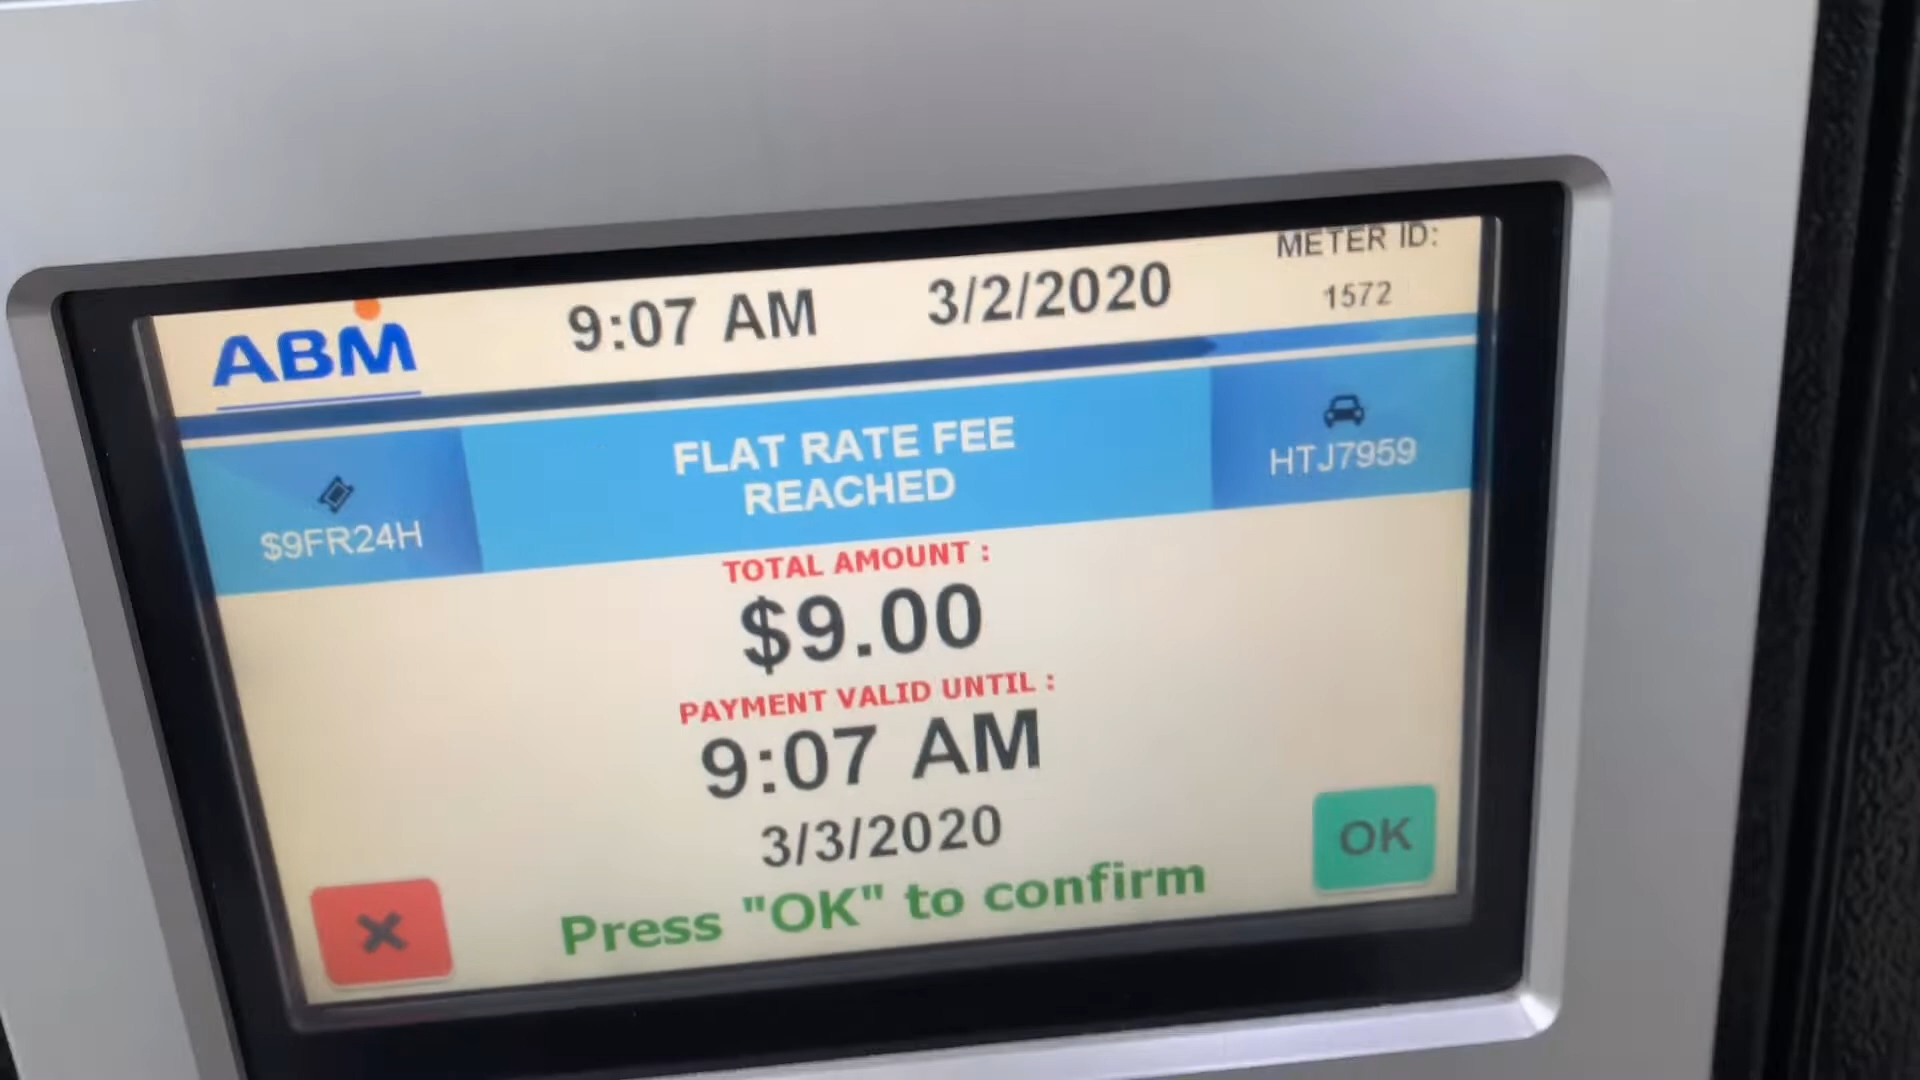 ABM
9:07 AM
3/2/2020
METER ID:
1572
$9FR24H
FLAT RATE FEE
REACHED
HTJ7959
TOTAL AMOUNT :
$9.00
PAYMENT VALID UNTIL :
9:07 AM
3/3/2020
Press "OK" to confirm
OK